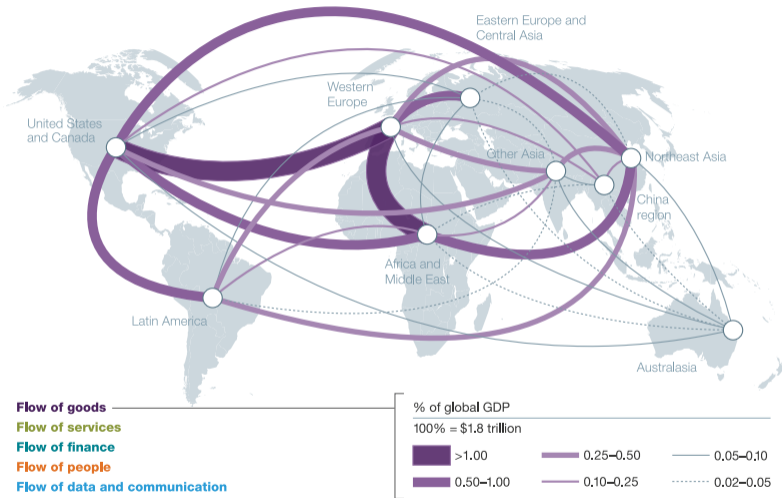 Eastern Europe and
Central Asia
Western
Europe
United States
and Canada
Other Asia
Northeast Asia
China
region
Africa and
Middle East
Latin America
Australasia
Flow of goods
Flow of services
Flow of finance
Flow of people
Flow of data and communication
% of global GDP
100% = $1.8 trillion
>1.00
0.25–0.50
0.05–0.10
0.50–1.00
0.10–0.25
0.02–0.05